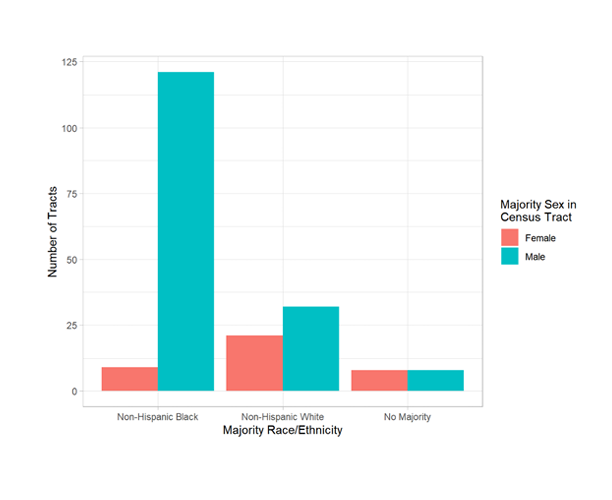 125
100
75
50
25
0
Number of Tracts
Non-Hispanic Black
Non-Hispanic White
No Majority
Majority Race/Ethnicity
Majority Sex in
Census Tract
Female
Male